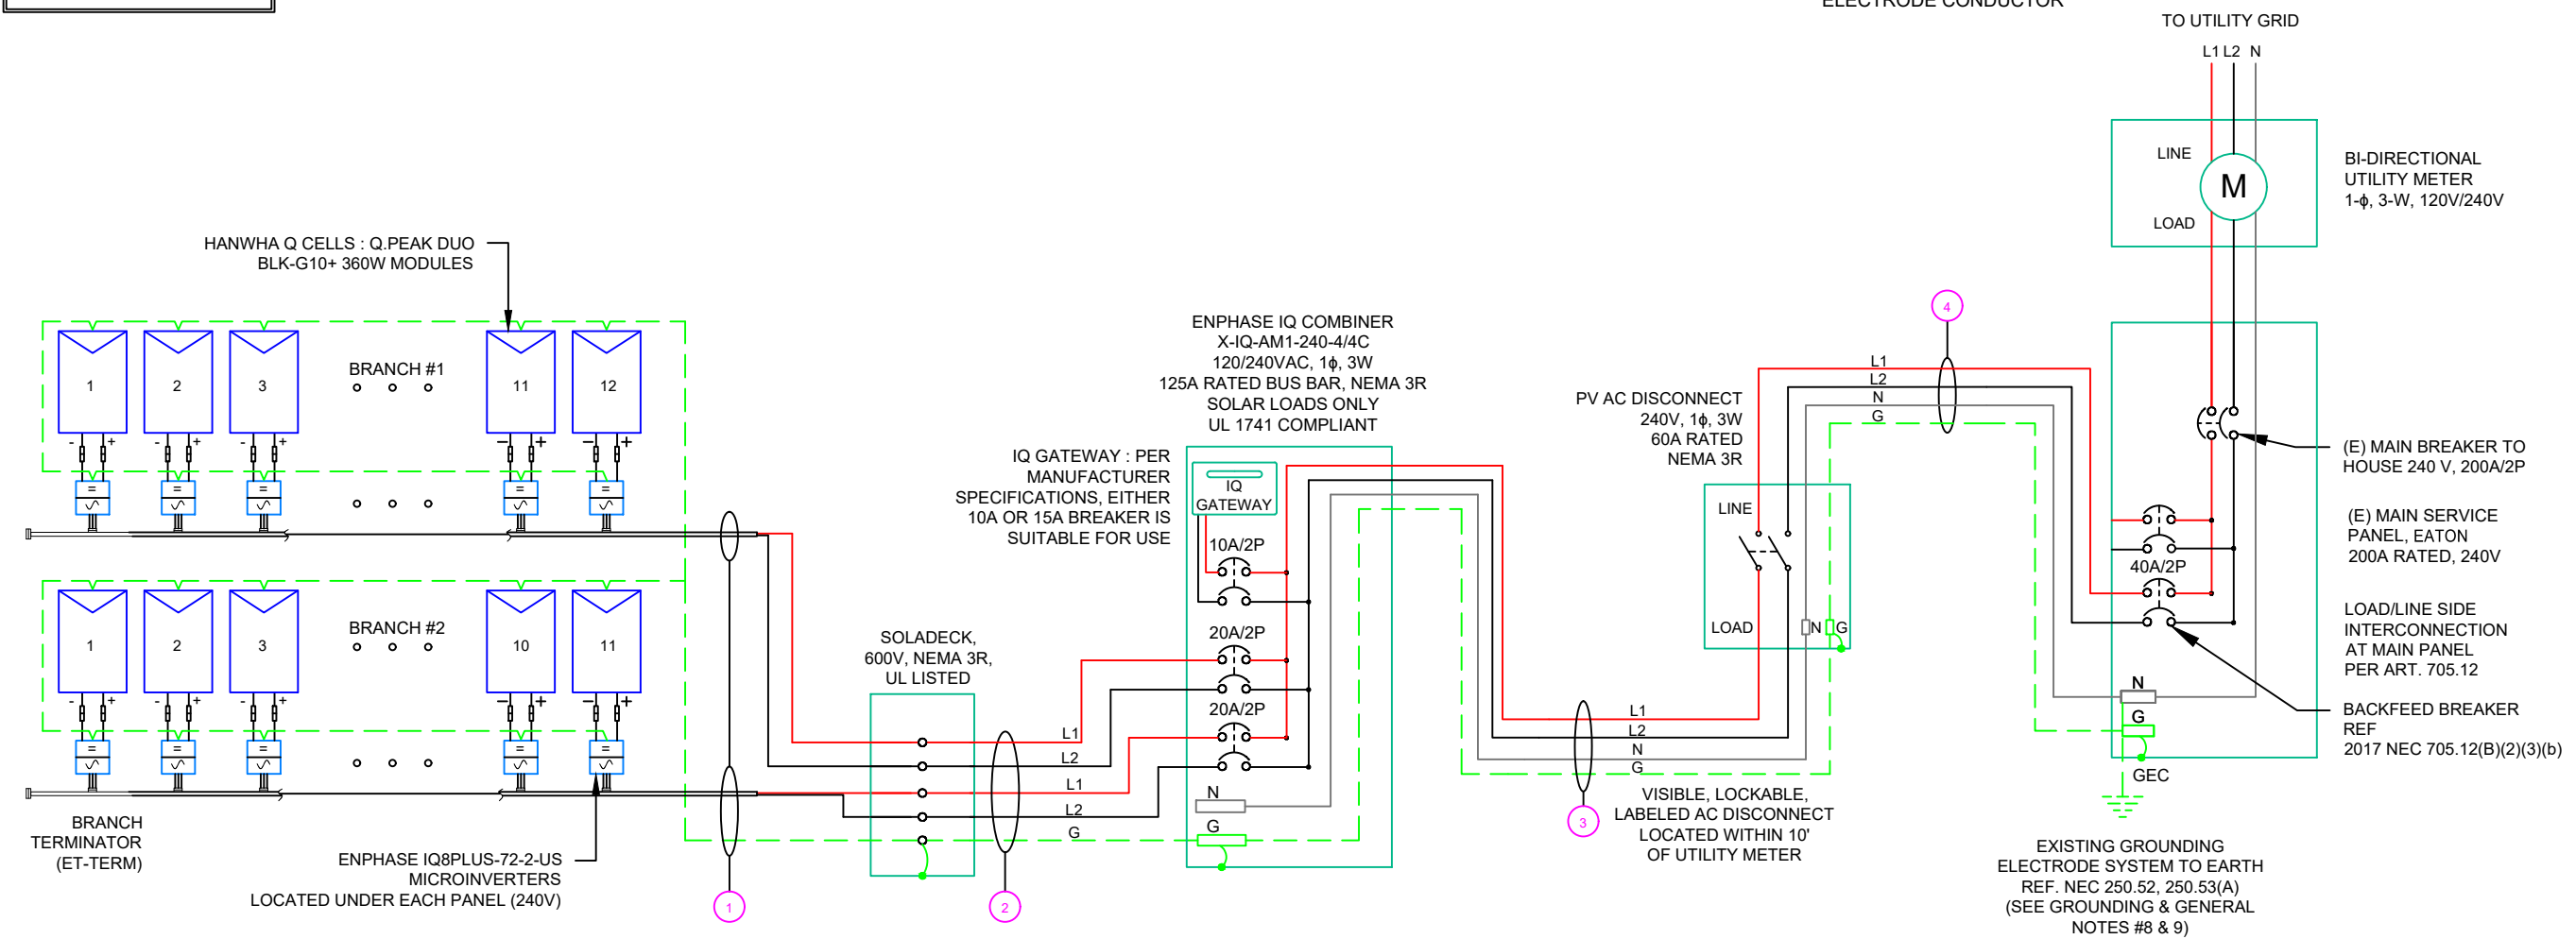 ELECTRODE CONDUCTOR
TO UTILITY GRID
L1 L2 N
LINE
M
LOAD
BI-DIRECTIONAL
UTILITY METER
1-ϕ, 3-W, 120V/240V
HANWHA Q CELLS : Q.PEAK DUO
BLK-G10+ 360W MODULES
1
2
3
BRANCH #1
11
12
- +
- +
- +
- +
- +
=
=
=
=
=
1
2
3
BRANCH #2
10
11
- +
- +
- +
- +
- +
=
=
=
=
=
BRANCH
TERMINATOR
(ET-TERM)
ENPHASE IQ8PLUS-72-2-US
MICROINVERTERS
LOCATED UNDER EACH PANEL (240V)
1
SOLADECK,
600V, NEMA 3R,
UL LISTED
L1
L2
L1
L2
G
2
ENPHASE IQ COMBINER
X-IQ-AM1-240-4/4C
120/240VAC, 1ϕ, 3W
125A RATED BUS BAR, NEMA 3R
SOLAR LOADS ONLY
UL 1741 COMPLIANT
IQ GATEWAY : PER
MANUFACTURER
SPECIFICATIONS, EITHER
10A OR 15A BREAKER IS
SUITABLE FOR USE
IQ
GATEWAY
10A/2P
20A/2P
20A/2P
N
G
L1
L2
N
G
3
PV AC DISCONNECT
240V, 1ϕ, 3W
60A RATED
NEMA 3R
LINE
LOAD
N G
VISIBLE, LOCKABLE,
LABELED AC DISCONNECT
LOCATED WITHIN 10'
OF UTILITY METER
4
L1
L2
N
G
40A/2P
N
G
GEC
(E) MAIN BREAKER TO
HOUSE 240 V, 200A/2P
(E) MAIN SERVICE
PANEL, EATON
200A RATED, 240V
LOAD/LINE SIDE
INTERCONNECTION
AT MAIN PANEL
PER ART. 705.12
BACKFEED BREAKER
REF
2017 NEC 705.12(B)(2)(3)(b)
EXISTING GROUNDING
ELECTRODE SYSTEM TO EARTH
REF. NEC 250.52, 250.53(A)
(SEE GROUNDING & GENERAL
NOTES #8 & 9)